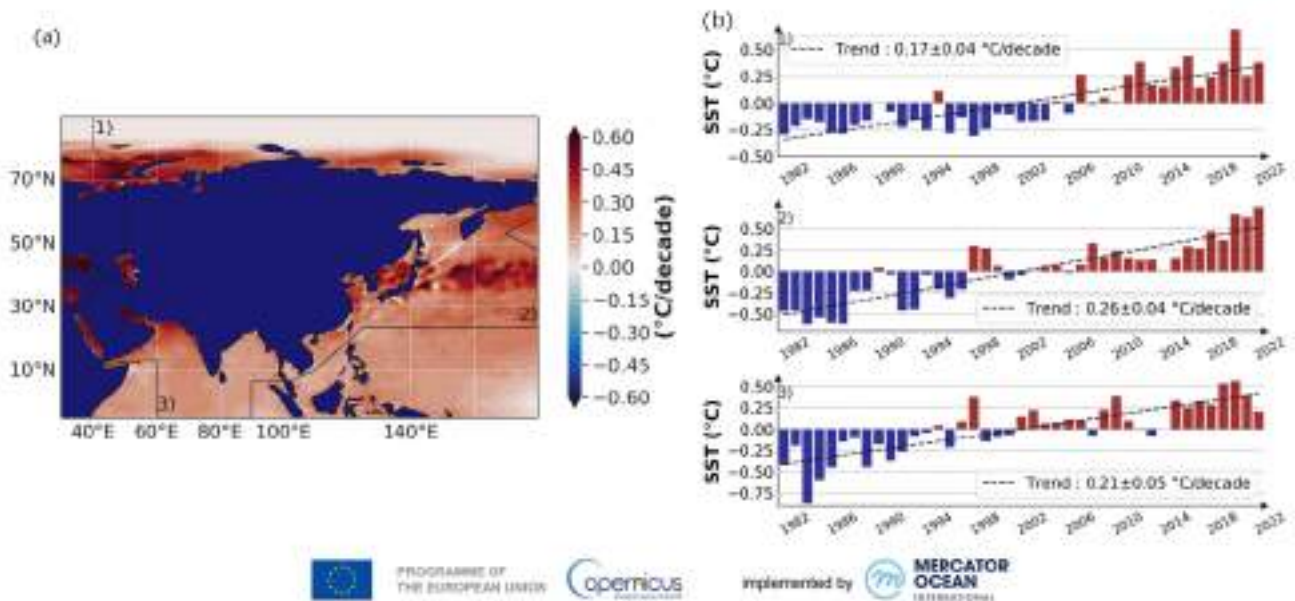 (a)
1)
70°N
50°N
30°N
10°N
2)
3)
40°E 60°E 80°E 100°E 140°E
0.60
0.45
0.30
0.15
0.00
−0.15
−0.30
−0.45
−0.60
(°C/decade)
(b)
1)
Trend : 0.17±0.04 °C/decade
SST (°C)
0.50
0.25
0.00
−0.25
−0.50
1982 1986 1990 1994 1998 2002 2006 2010 2014 2018 2022
2)
SST (°C)
0.50
0.25
0.00
−0.25
−0.50
Trend : 0.26±0.04 °C/decade
1982 1986 1990 1994 1998 2002 2006 2010 2014 2018 2022
3)
SST (°C)
0.50
0.25
0.00
−0.25
−0.50
−0.75
Trend : 0.21±0.05 °C/decade
1982 1986 1990 1994 1998 2002 2006 2010 2014 2018 2022
PROGRAMME OF
THE EUROPEAN UNION
Copernicus
implemented by
MERCATOR
OCEAN
INTERNATIONAL